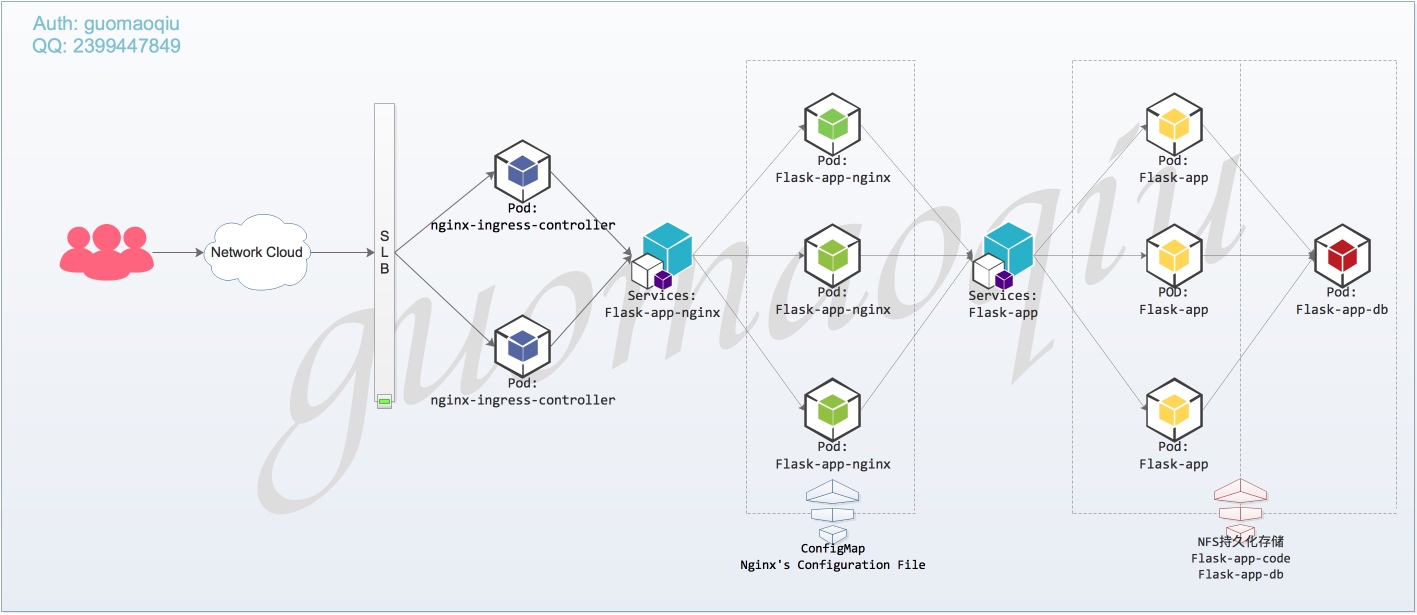 Auth: guomaoqiu
QQ: 2399447849
Network Cloud
S
L
B
Pod:
nginx-ingress-controller
Pod:
nginx-ingress-controller
Services:
Flask-app-nginx
Pod:
Flask-app-nginx
Pod:
Flask-app-nginx
Pod:
Flask-app-nginx
ConfigMap
Nginx's Configuration File
Services:
Flask-app
Pod:
Flask-app
POD:
Flask-app
Pod:
Flask-app
Pod:
Flask-app-db
NFS持久化存储
Flask-app-code
Flask-app-db
guomaoqiú